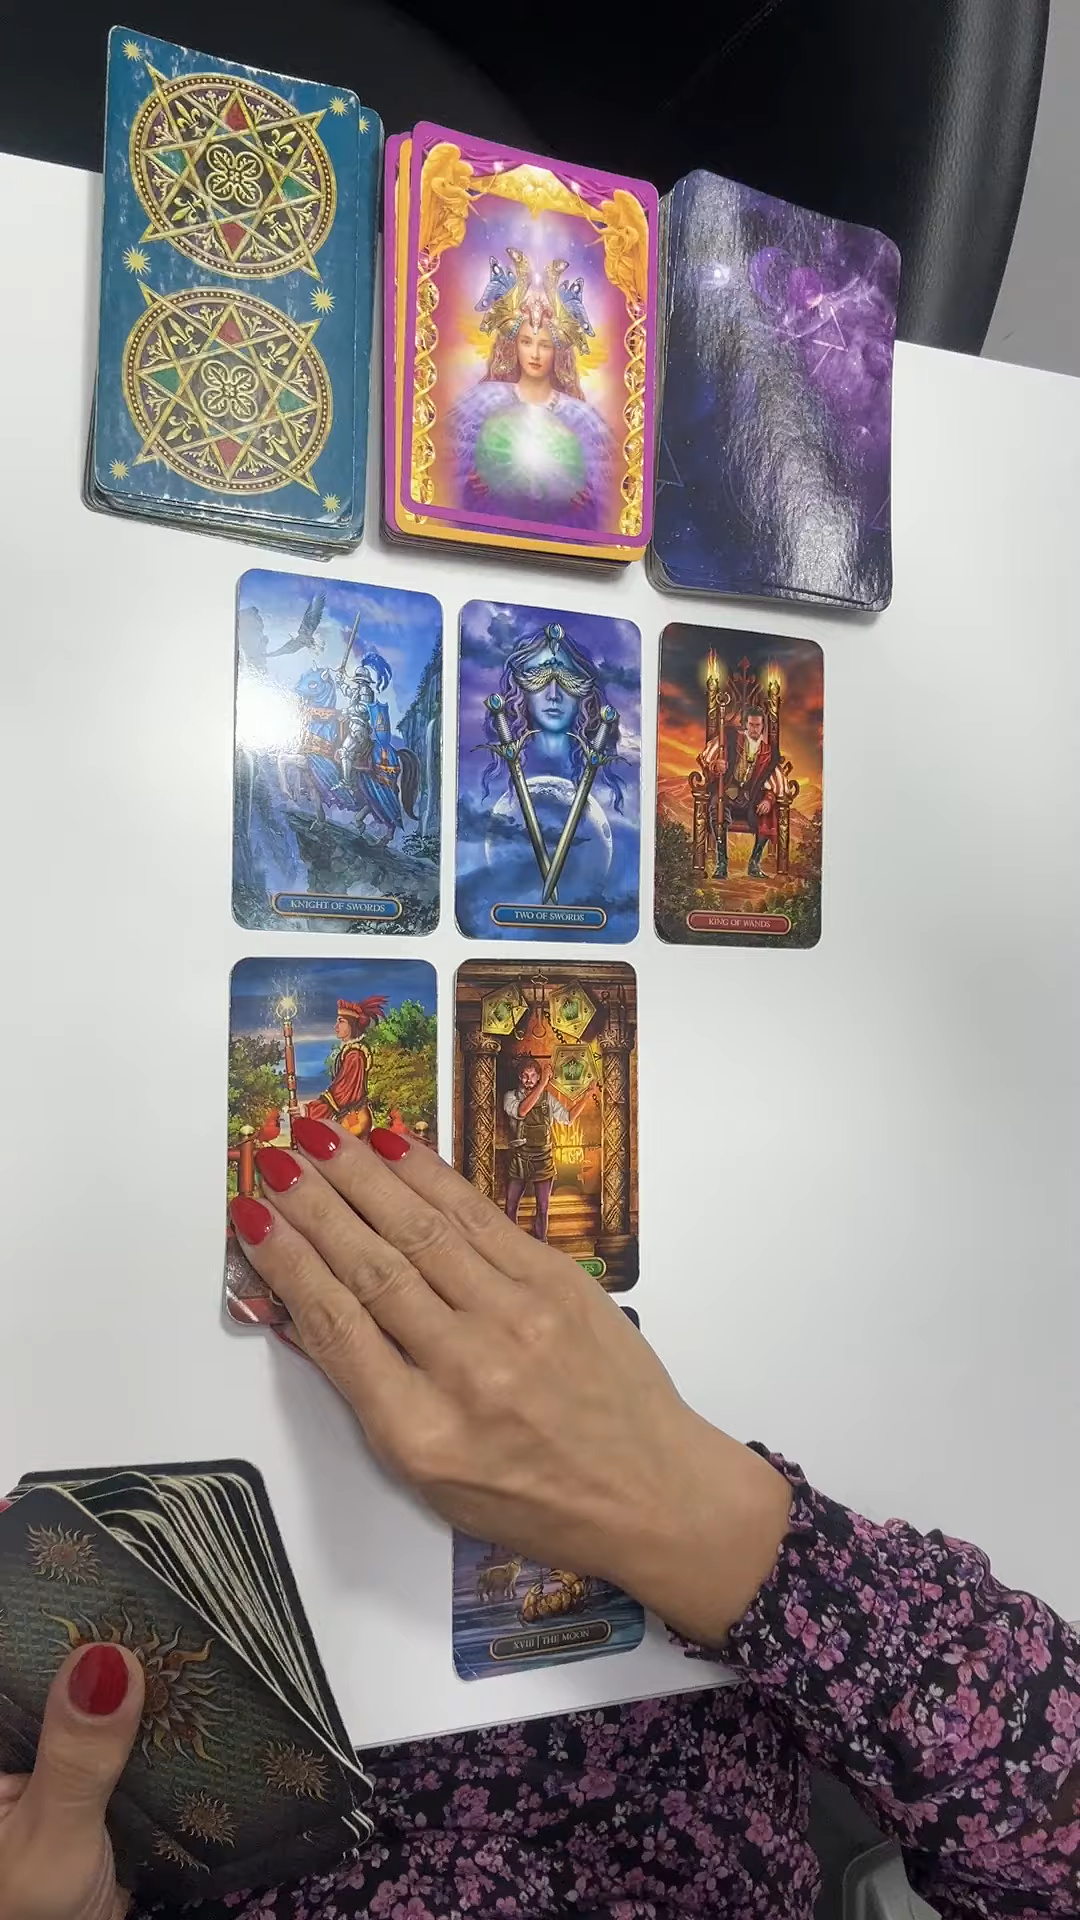 KNIGHT OF SWORDS
TWO OF SWORDS
KING OF WANDS
XVIII | THE MOON